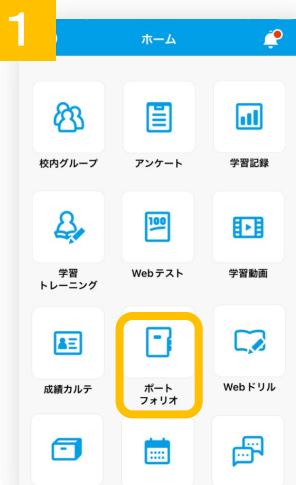 1
ホーム
校内グループ
アンケート
学習記録
学習
トレーニング
100
Webテスト
学習動画
成績カルテ
ポート
フォリオ
Webドリル